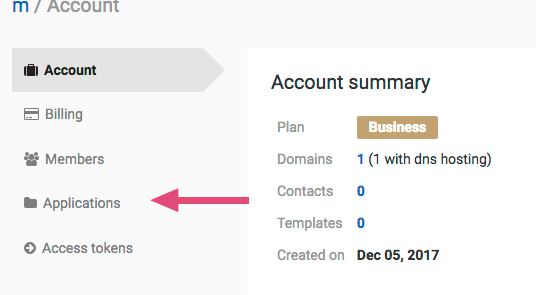 m / Account
Account
Billing
Members
Applications
Access tokens
Account summary
Plan Business
Domains 1 (1 with dns hosting)
Contacts 0
Templates 0
Created on Dec 05, 2017